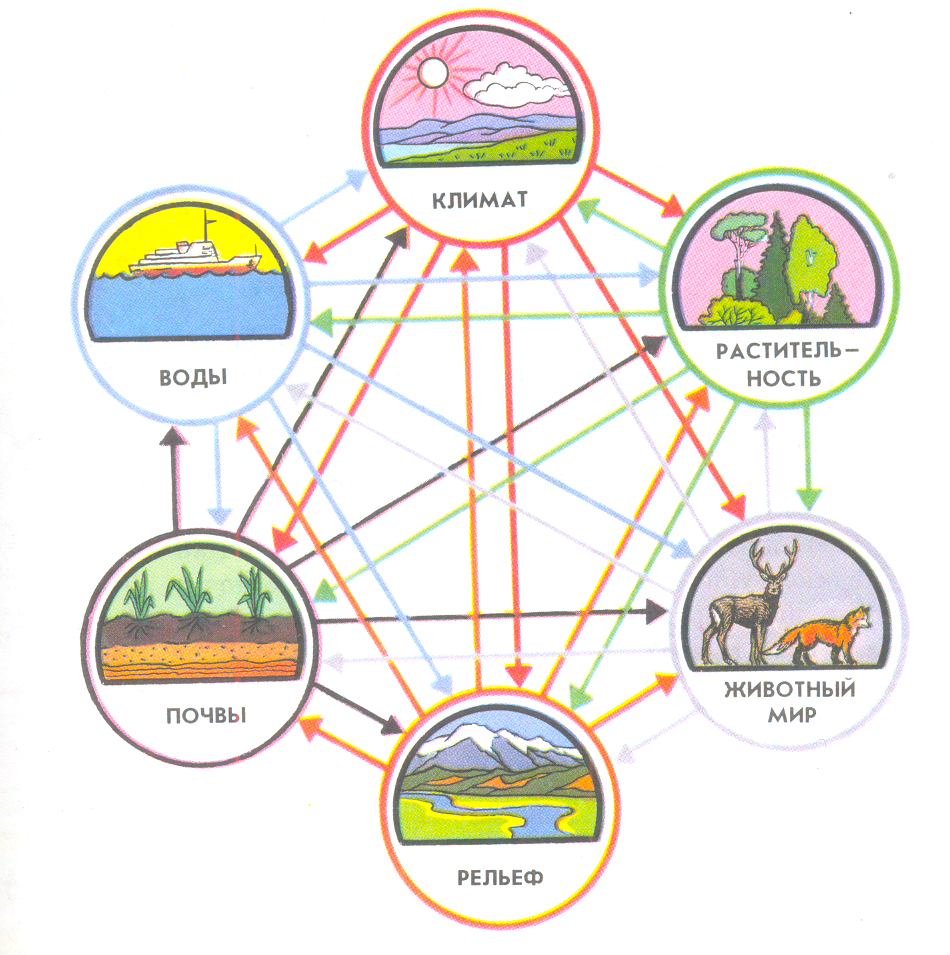 КЛИМАТ
ВОДЫ
РАСТИТЕЛЬ–
НОСТЬ
ПОЧВЫ
ЖИВОТНЫЙ
МИР
РЕЛЬЕФ